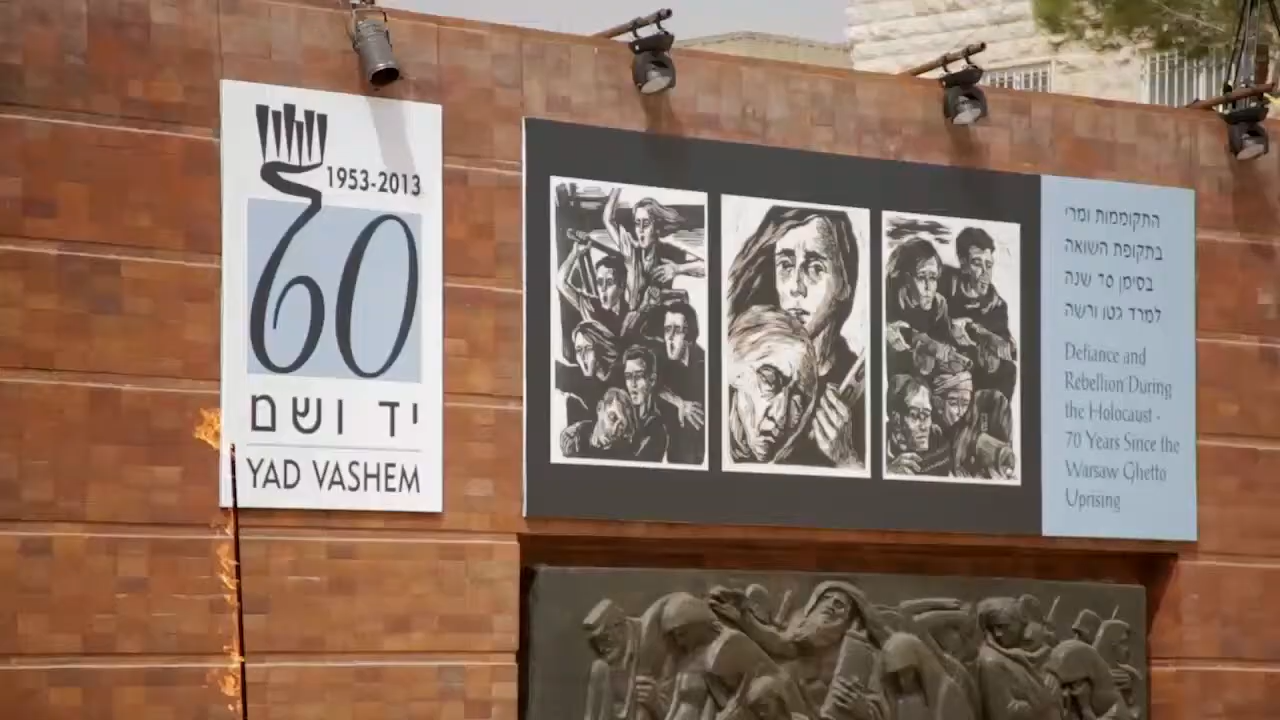 1953-2013
60
יד ושם
YAD VASHEM
התקוממות ומרי
בתקופת השואה
בסימן 70 שנה
למרד גטו ורשה
Defiance and
Rebellion During
the Holocaust -
70 Years Since the
Warsaw Ghetto
Uprising